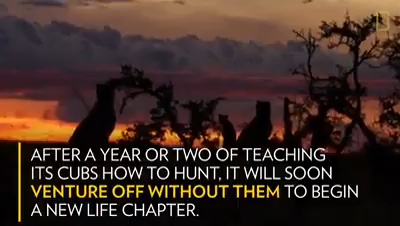 AFTER A YEAR OR TWO OF TEACHING
ITS CUBS HOW TO HUNT, IT WILL SOON
VENTURE OFF WITHOUT THEM TO BEGIN
A NEW LIFE CHAPTER.